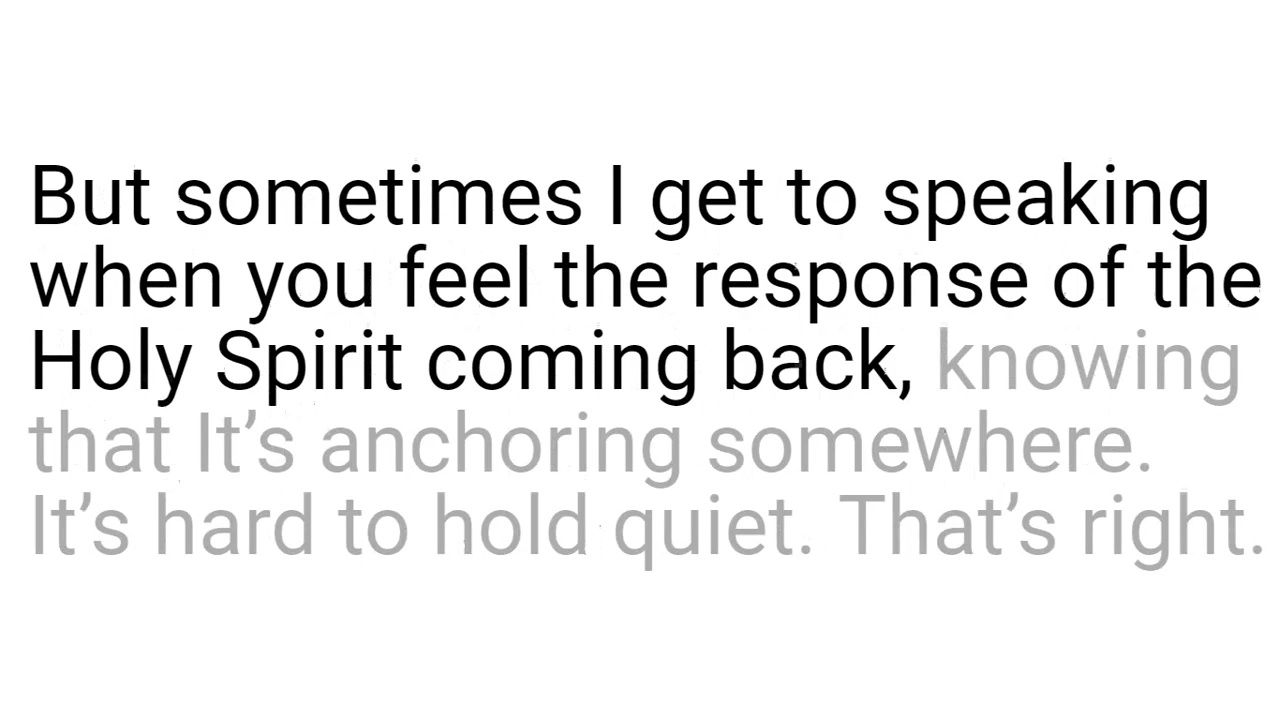 But sometimes I get to speaking
when you feel the response of the
Holy Spirit coming back, knowing
that It’s anchoring somewhere.
It’s hard to hold quiet. That’s right.